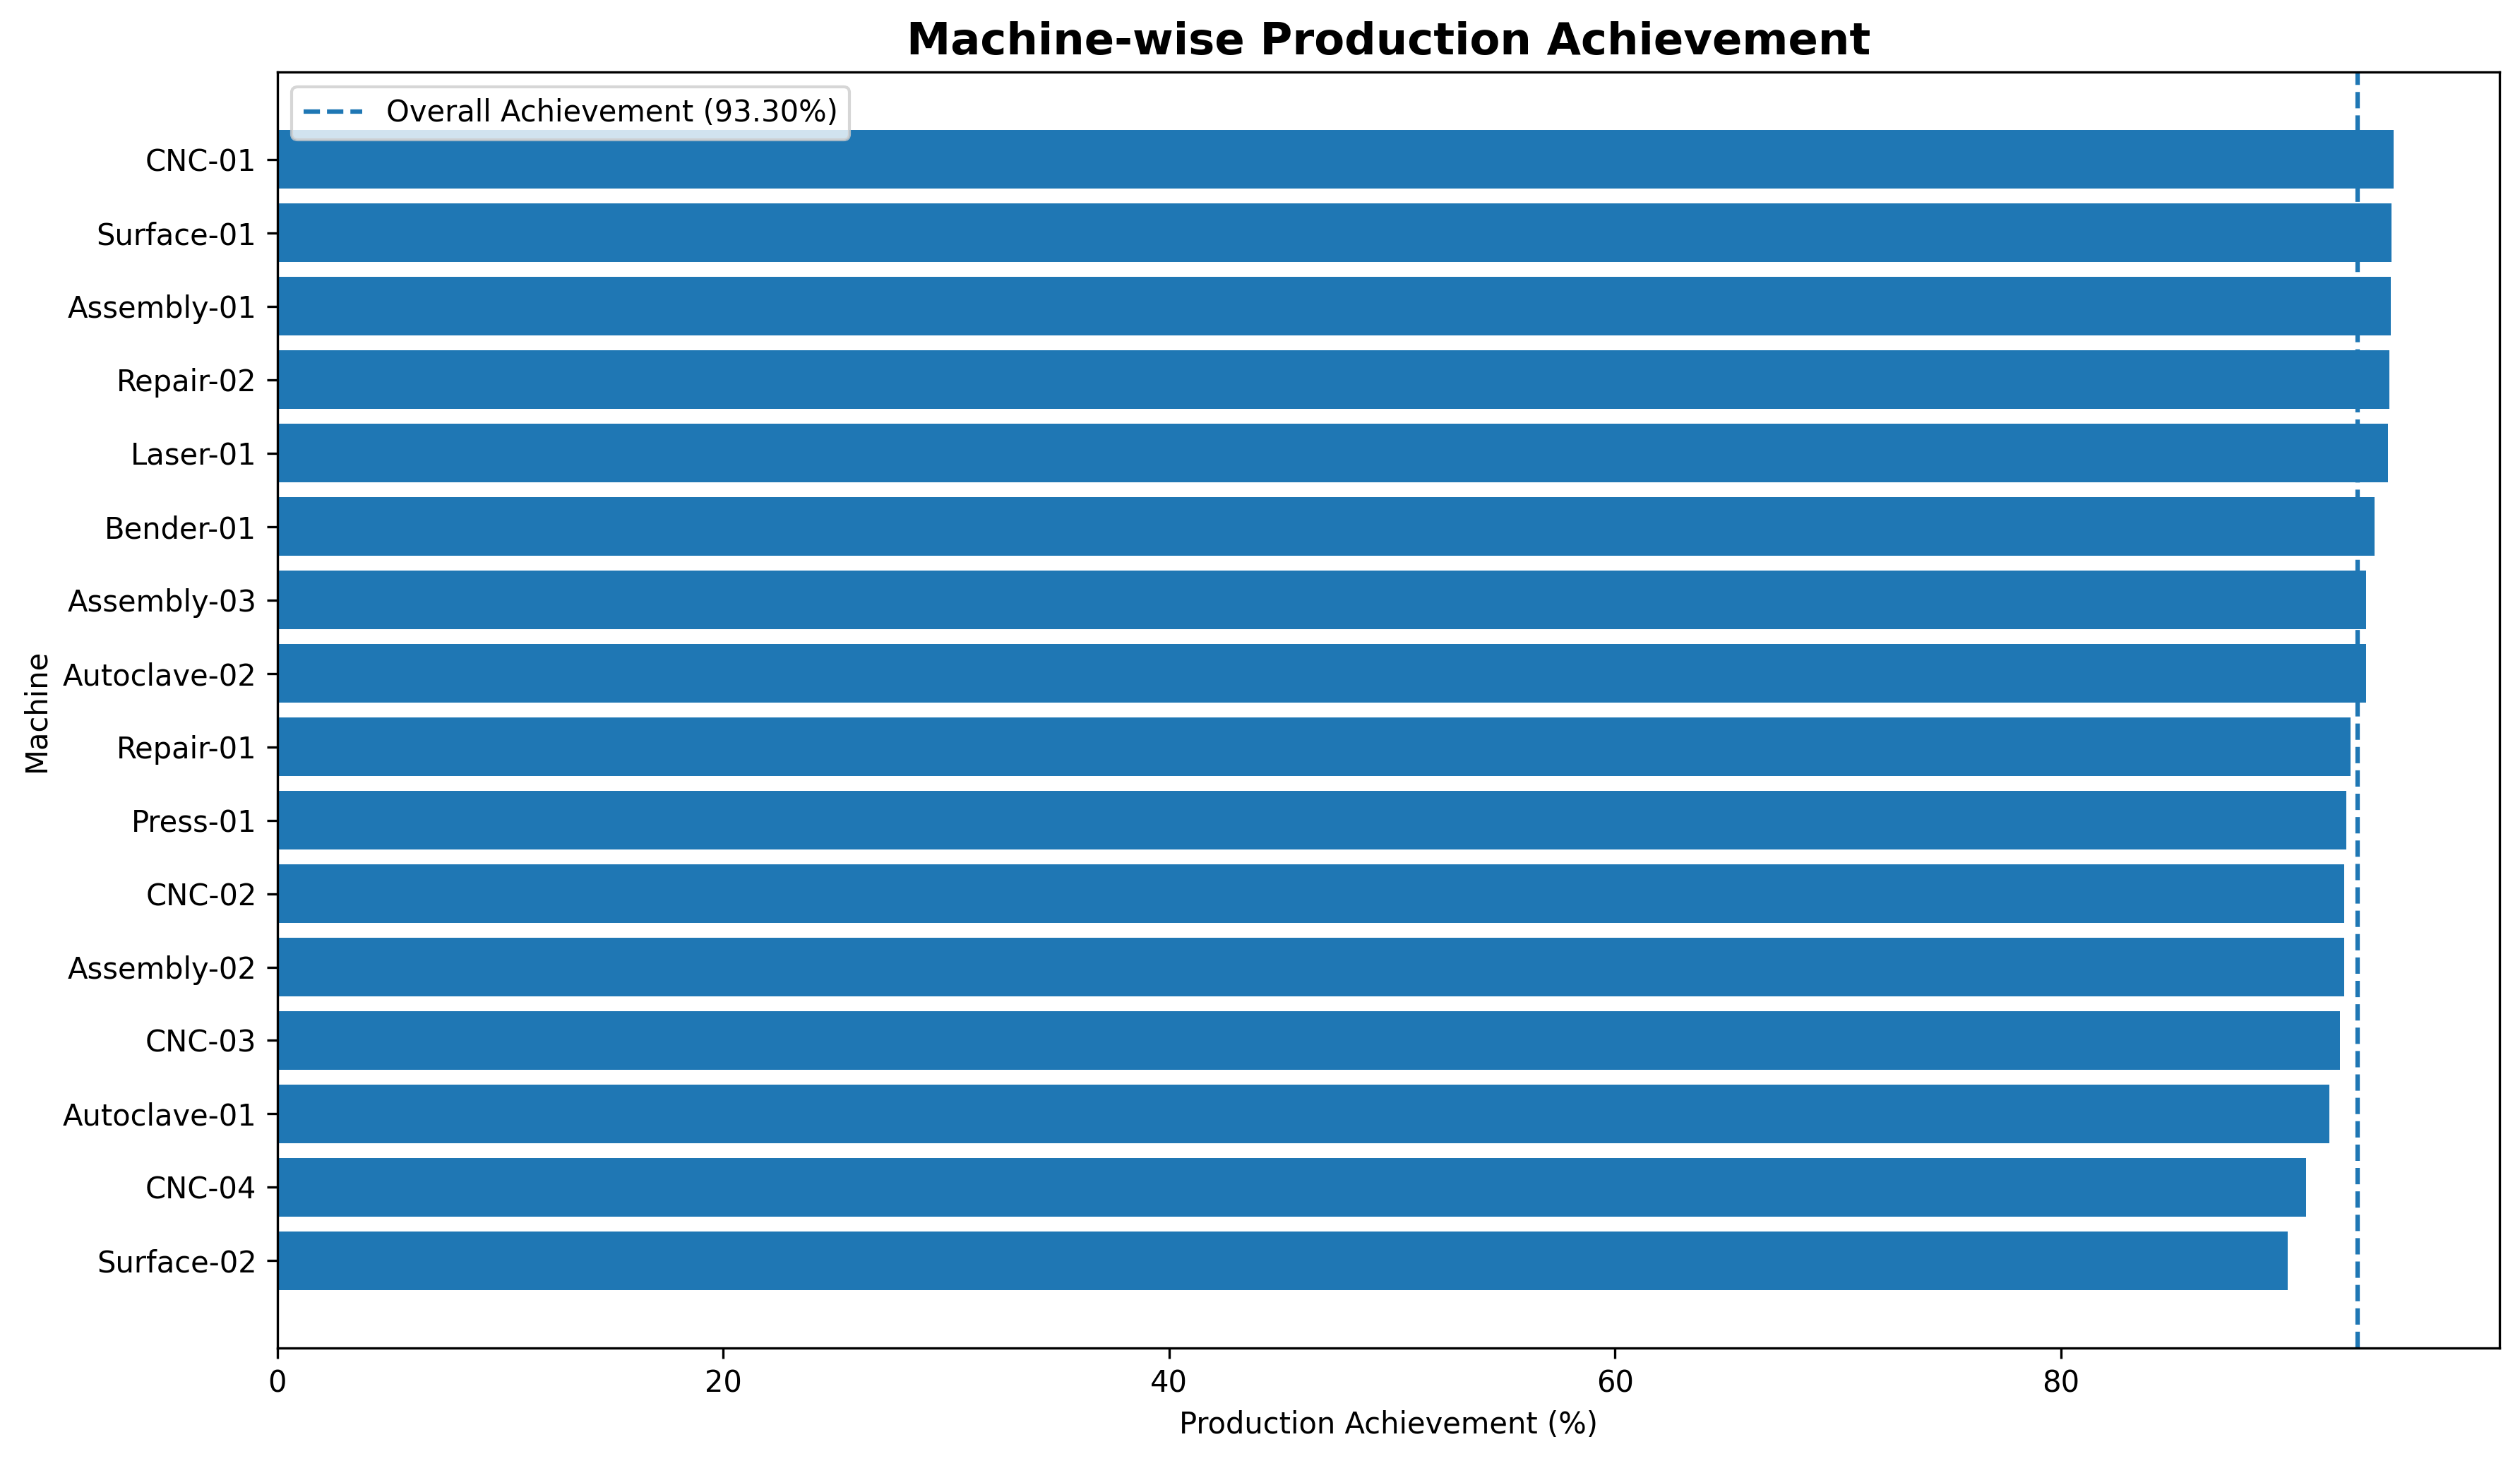 Machine-wise Production Achievement
Overall Achievement (93.30%)
CNC-01
Surface-01
Assembly-01
Repair-02
Laser-01
Bender-01
Assembly-03
Autoclave-02
Repair-01
Press-01
CNC-02
Assembly-02
CNC-03
Autoclave-01
CNC-04
Surface-02
Machine
0 20 40 60 80
Production Achievement (%)